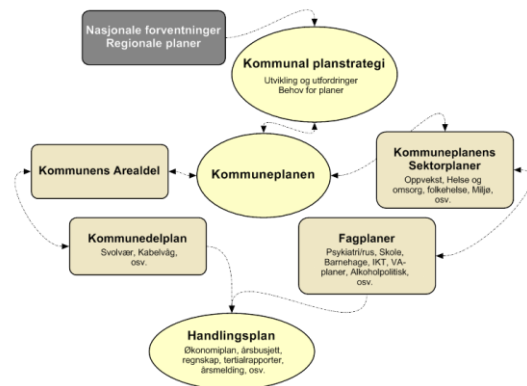 Nasjonale forventninger
Regionale planer
Kommunal planstrategi
Utvikling og utfordringer
Behov for planer
Kommunens Arealdel
Kommuneplanen
Kommuneplanens
Sektorplaner
Oppvekst, Helse og
omsorg, folkehelse, Miljø,
osv.
Kommunedelplan
Svolvær, Kabelvåg,
osv.
Fagplaner
Psykiatri/rus, Skole,
Barnehage, IKT, VA-
planer, Alkoholpolitisk,
osv.
Handlingsplan
Økonomiplan, årsbusjett,
regnskap, tertialrapporter,
årsmelding, osv.